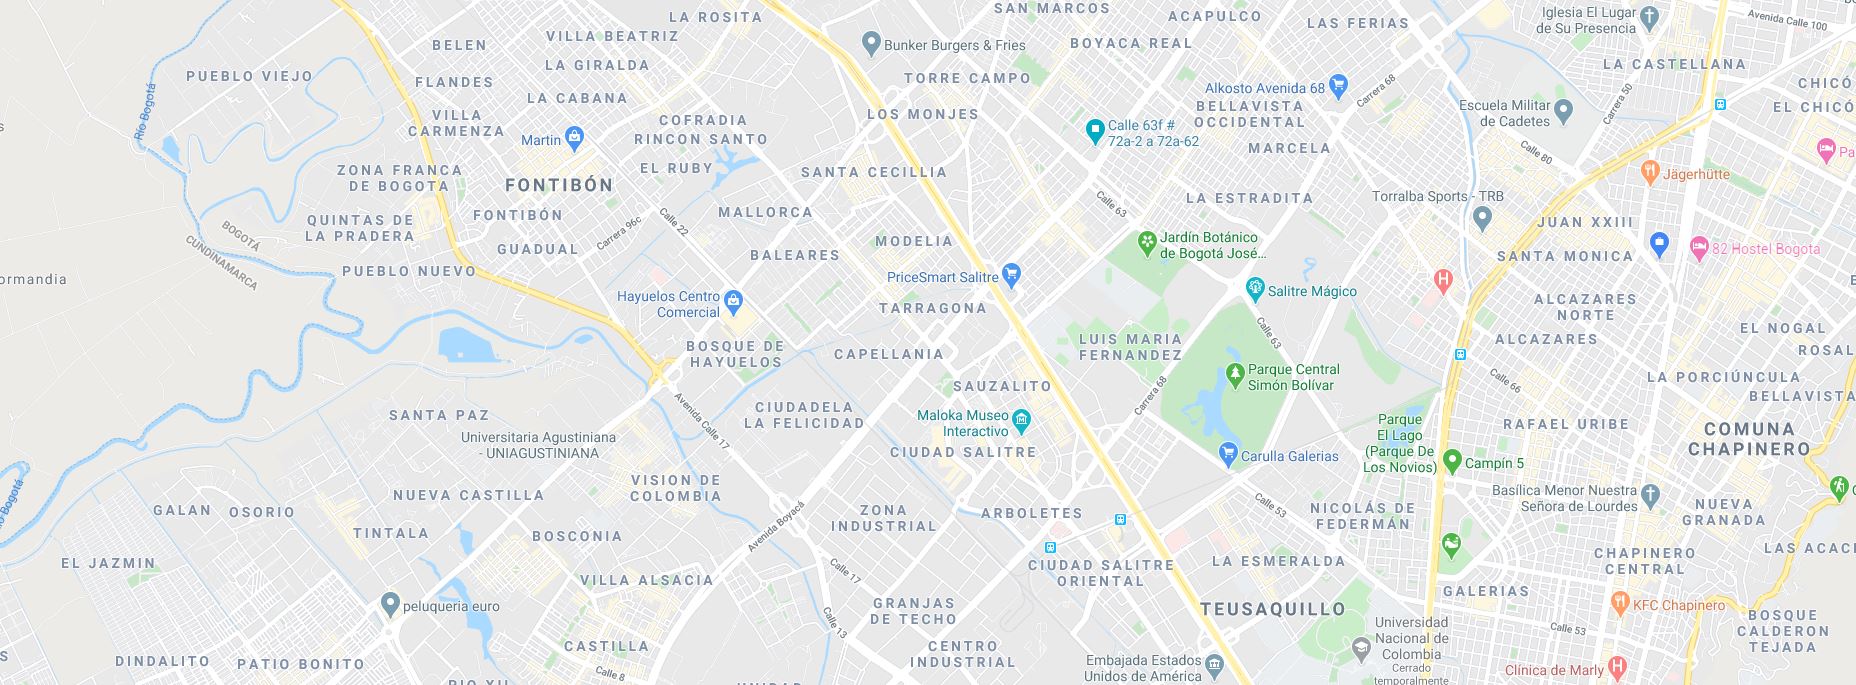 LA ROSITA
SAN MARCOS
ACAPULCO
LAS FERIAS
Iglesia El Lugar
de Su Presencia
Avenida Calle 100
BELEN
VILLA BEATRIZ
Bunker Burgers & Fries
BOYACA REAL
LA GIRALDA
LA CASTELLANA
PUEBLO VIEJO
FLANDES
TORRE CAMPO
Alkosto Avenida 68
Carrera 68
Carrera 50
CHICÓ
LA CABANA
EL CHICÓ
Río Bogotá
VILLA
CARMENZA
COFRADIA
LOS MONJES
BELLAVISTA
OCCIDENTAL
Escuela Militar
de Cadetes
Martin
RINCON SANTO
Calle 63f #
72a-2 a 72a-62
MARCELA
Calle 80
Pa
ZONA FRANCA
DE BOGOTA
EL RUBY
SANTA CECILLIA
Jägerhütte
FONTIBÓN
LA ESTRADITA
Torralba Sports - TRB
QUINTAS DE
LA PRADERA
FONTIBÓN
Calle 22
MALLORCA
Calle 63
JUAN XXIII
BOGOTÁ
CUNDINAMARCA
Carrera 96c
GUADUAL
MODELIA
Jardín Botánico
de Bogotá José...
82 Hostel Bogota
BALEARES
SANTA MONICA
PUEBLO NUEVO
PriceSmart Salitre
ormandia
Hayuelos Centro
Comercial
Salitre Mágico
TARRAGONA
ALCAZARES
NORTE
Calle 63
EL NOGAL
BOSQUE DE
HAYUELOS
LUIS MARIA
FERNANDEZ
ALCAZARES
CAPELLANIA
ROSAL
Parque Central
Simón Bolívar
Calle 66
LA PORCIÚNCULA
SAUZALITO
Carrera 68
BELLAVISTA
SANTA PAZ
Avenida Calle 17
CIUDADELA
LA FELICIDAD
Maloka Museo
Interactivo
Parque
El Lago
(Parque De
Los Novios)
RAFAEL URIBE
COMUNA
CHAPINERO
Universitaria Agustiniana
- UNIAGUSTINIANA
CIUDAD SALITRE
Carulla Galerias
Campín 5
Río Bogotá
VISION DE
COLOMBIA
NUEVA CASTILLA
Basílica Menor Nuestra
Señora de Lourdes
GALAN
OSORIO
Avenida Boyacá
ZONA
INDUSTRIAL
ARBOLETES
Calle 53
NICOLÁS DE
FEDERMÁN
NUEVA
GRANADA
TINTALA
BOSCONIA
EL JAZMIN
CIUDAD SALITRE
ORIENTAL
LA ESMERALDA
CHAPINERO
CENTRAL
LAS ACAC
VILLA ALSACIA
Calle 17
GALERIAS
peluqueria euro
GRANJAS
DE TECHO
TEUSAQUILLO
KFC Chapinero
Calle 13
Universidad
Nacional de
Colombia
Cerrado
temporalmente
Calle 53
BOSQUE
CALDERON
TEJADA
CASTILLA
CENTRO
INDUSTRIAL
DINDALITO
PATIO BONITO
Calle 8
Embajada Estados
Unidos de América
Clínica de Marly